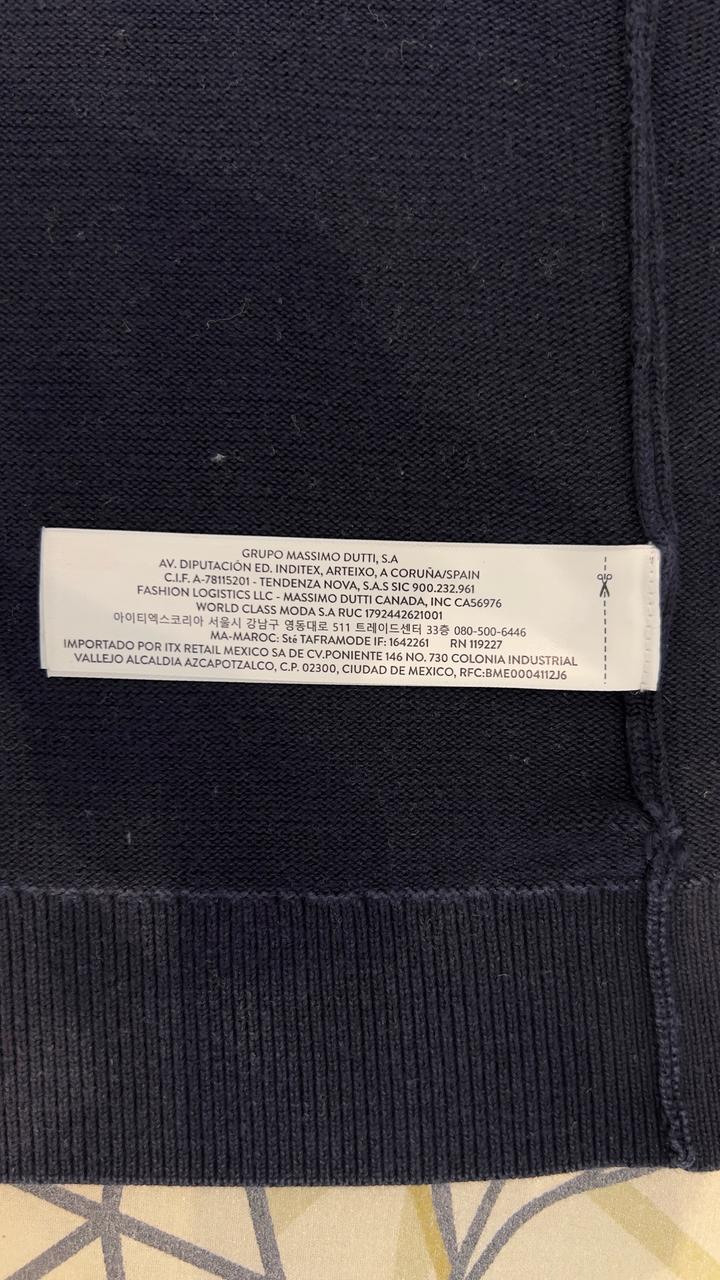 GRUPO MASSIMO DUTTI, S.A
AV. DIPUTACIÓN ED. INDITEX, ARTEIXO, A CORUÑA/SPAIN
C.I.F. A-78115201 - TENDENZA NOVA, S.A.S SIC 900.232.961
FASHION LOGISTICS LLC - MASSIMO DUTTI CANADA, INC CA56976
WORLD CLASS MODA S.A RUC 1792442621001
아이티엑스코리아 서울시 강남구 영동대로 511 트레이드센터 33층 080-500-6446
MA-MAROC: Sté TAFRAMODE IF: 1642261 RN 119227
IMPORTADO POR ITX RETAIL MEXICO SA DE CV.PONIENTE 146 NO. 730 COLONIA INDUSTRIAL
VALLEJO ALCALDIA AZCAPOTZALCO, C.P. 02300, CIUDAD DE MEXICO, RFC:BME0004112J6